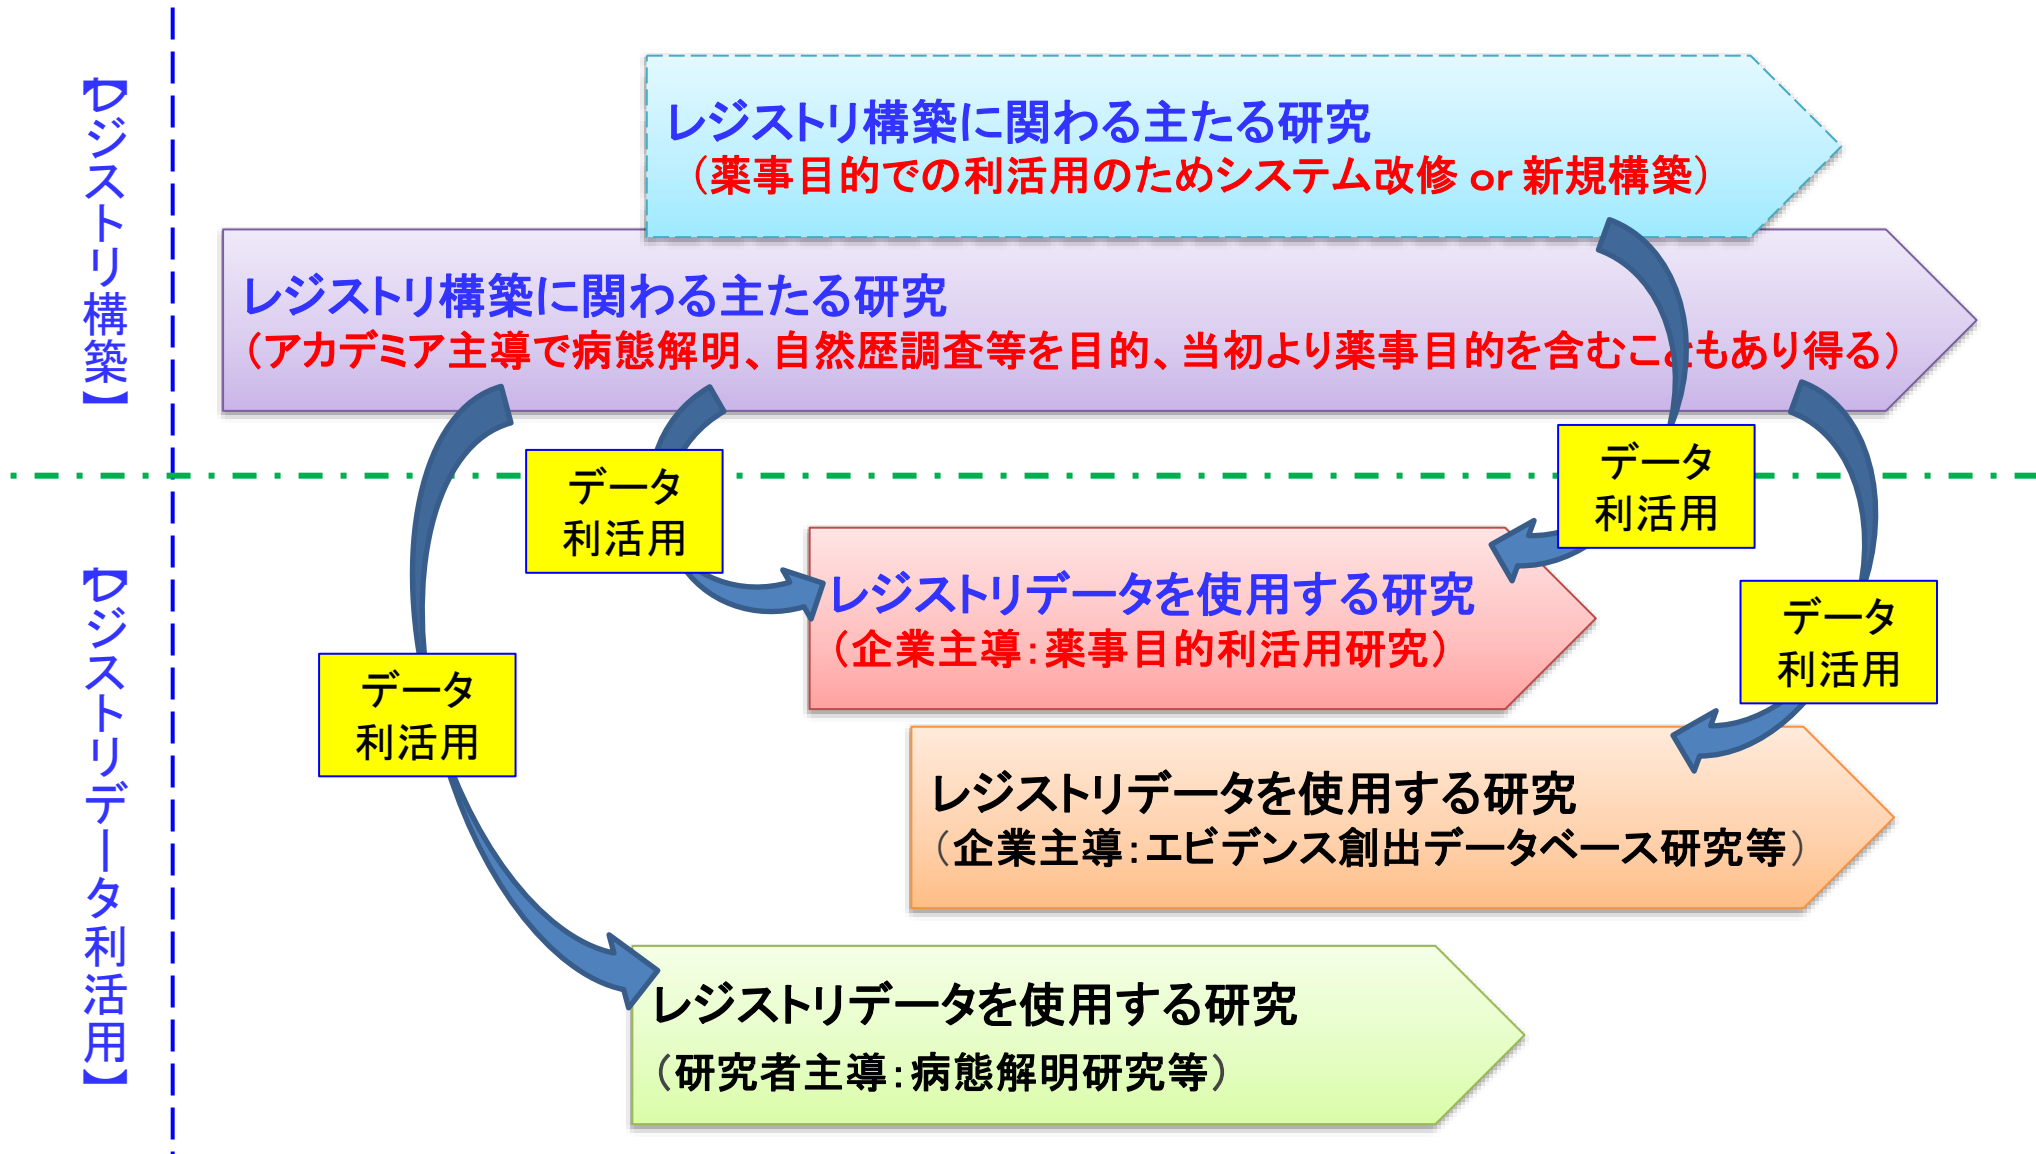 【レジストリ構築】
レジストリ構築に関わる主たる研究
（薬事目的での利活用のためシステム改修 or 新規構築）
レジストリ構築に関わる主たる研究
（アカデミア主導で病態解明、自然歴調査等を目的、当初より薬事目的を含むこともあり得る）
データ
利活用
データ
利活用
データ
利活用
データ
利活用
【レジストリデータ利活用】
レジストリデータを使用する研究
（企業主導：薬事目的利活用研究）
レジストリデータを使用する研究
（企業主導：エビデンス創出データベース研究等）
レジストリデータを使用する研究
（研究者主導：病態解明研究等）